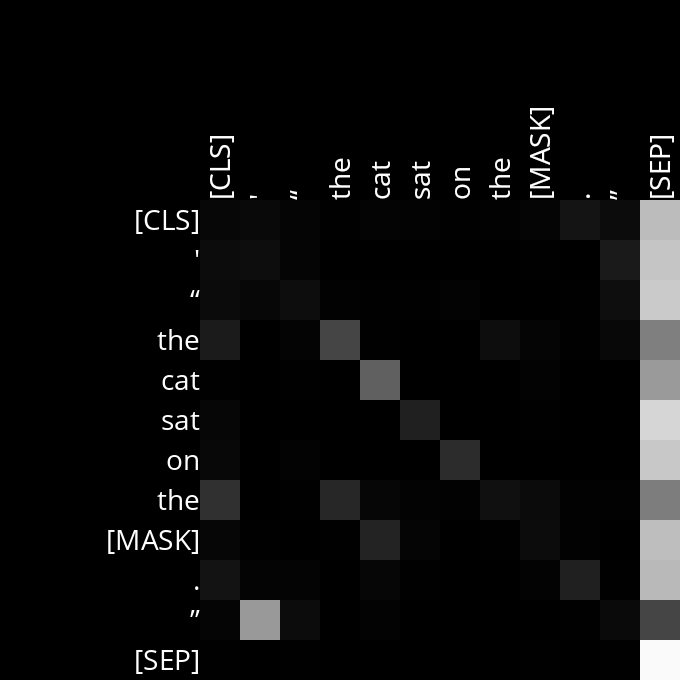 [CLS] ' “ the cat sat on the [MASK] . ” [SEP]
[CLS]
'
“
the
cat
sat
on
the
[MASK]
.
”
[SEP]